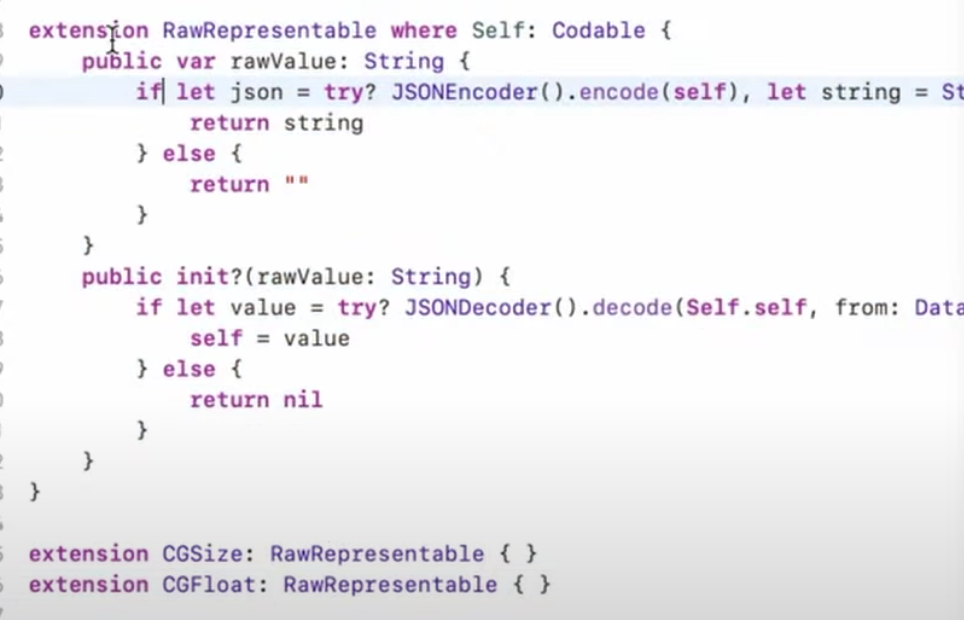 extension RawRepresentable where Self: Codable {
public var rawValue: String {
if let json = try? JSONEncoder().encode(self), let string = St
return string
} else {
return ""
}
}
public init?(rawValue: String) {
if let value = try? JSONDecoder().decode(Self.self, from: Data
self = value
} else {
return nil
}
}
}
extension CGSize: RawRepresentable { }
extension CGFloat: RawRepresentable { }